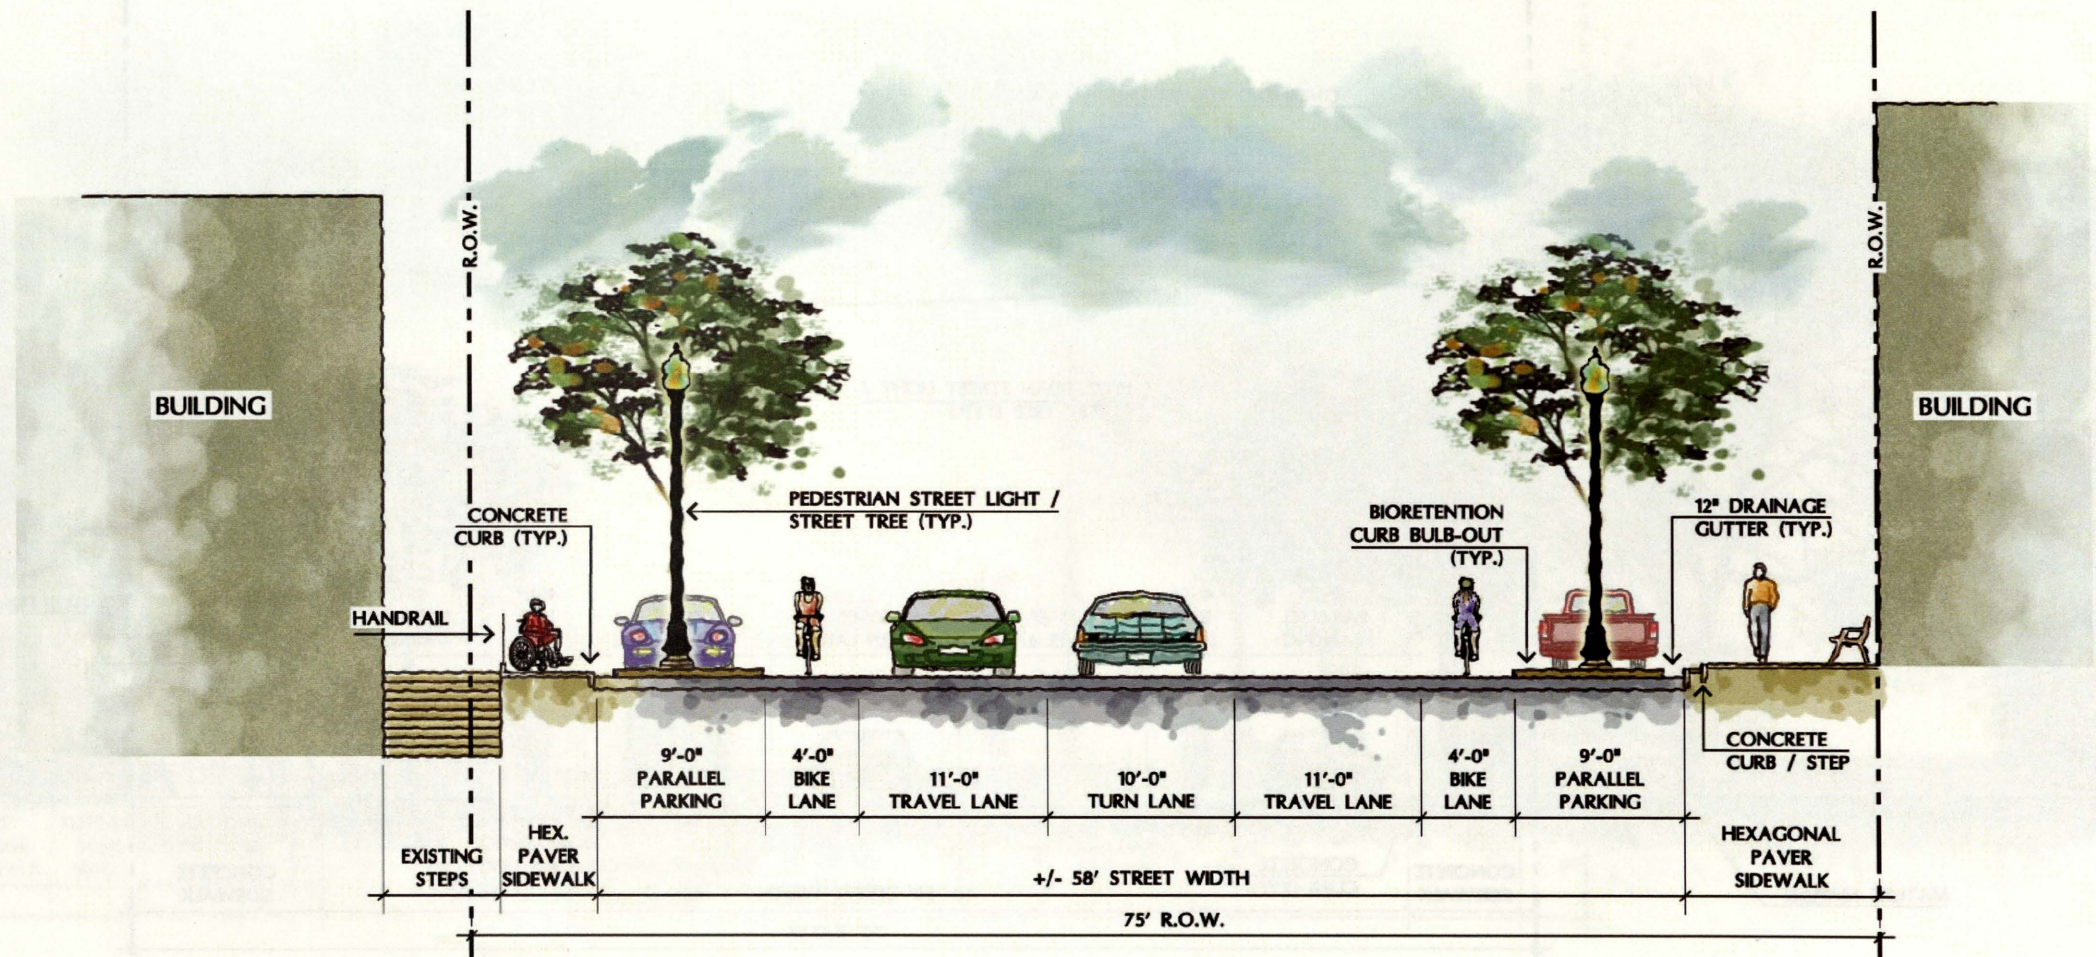 R.O.W.
R.O.W.
BUILDING
BUILDING
CONCRETE
CURB (TYP.)
PEDESTRIAN STREET LIGHT /
STREET TREE (TYP.)
BIORETENTION
CURB BULB-OUT
(TYP.)
12" DRAINAGE
GUTTER (TYP.)
HANDRAIL
CONCRETE
CURB / STEP
9'-0"
PARALLEL
PARKING
4'-0"
BIKE
LANE
11'-0"
TRAVEL LANE
10'-0"
TURN LANE
11'-0"
TRAVEL LANE
4'-0"
BIKE
LANE
9'-0"
PARALLEL
PARKING
EXISTING
STEPS
HEX.
PAVER
SIDEWALK
+/- 58' STREET WIDTH
HEXAGONAL
PAVER
SIDEWALK
75' R.O.W.